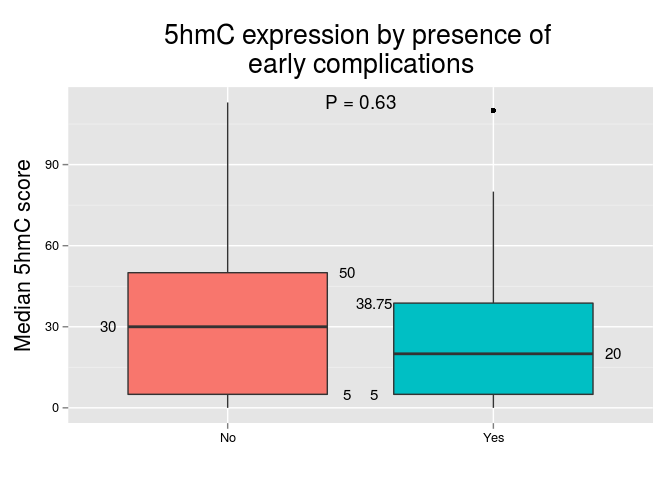 5hmC expression by presence of
early complications
P = 0.63
Median 5hmC score
90
60
30
0
50
38.75
30
20
5 5
No Yes